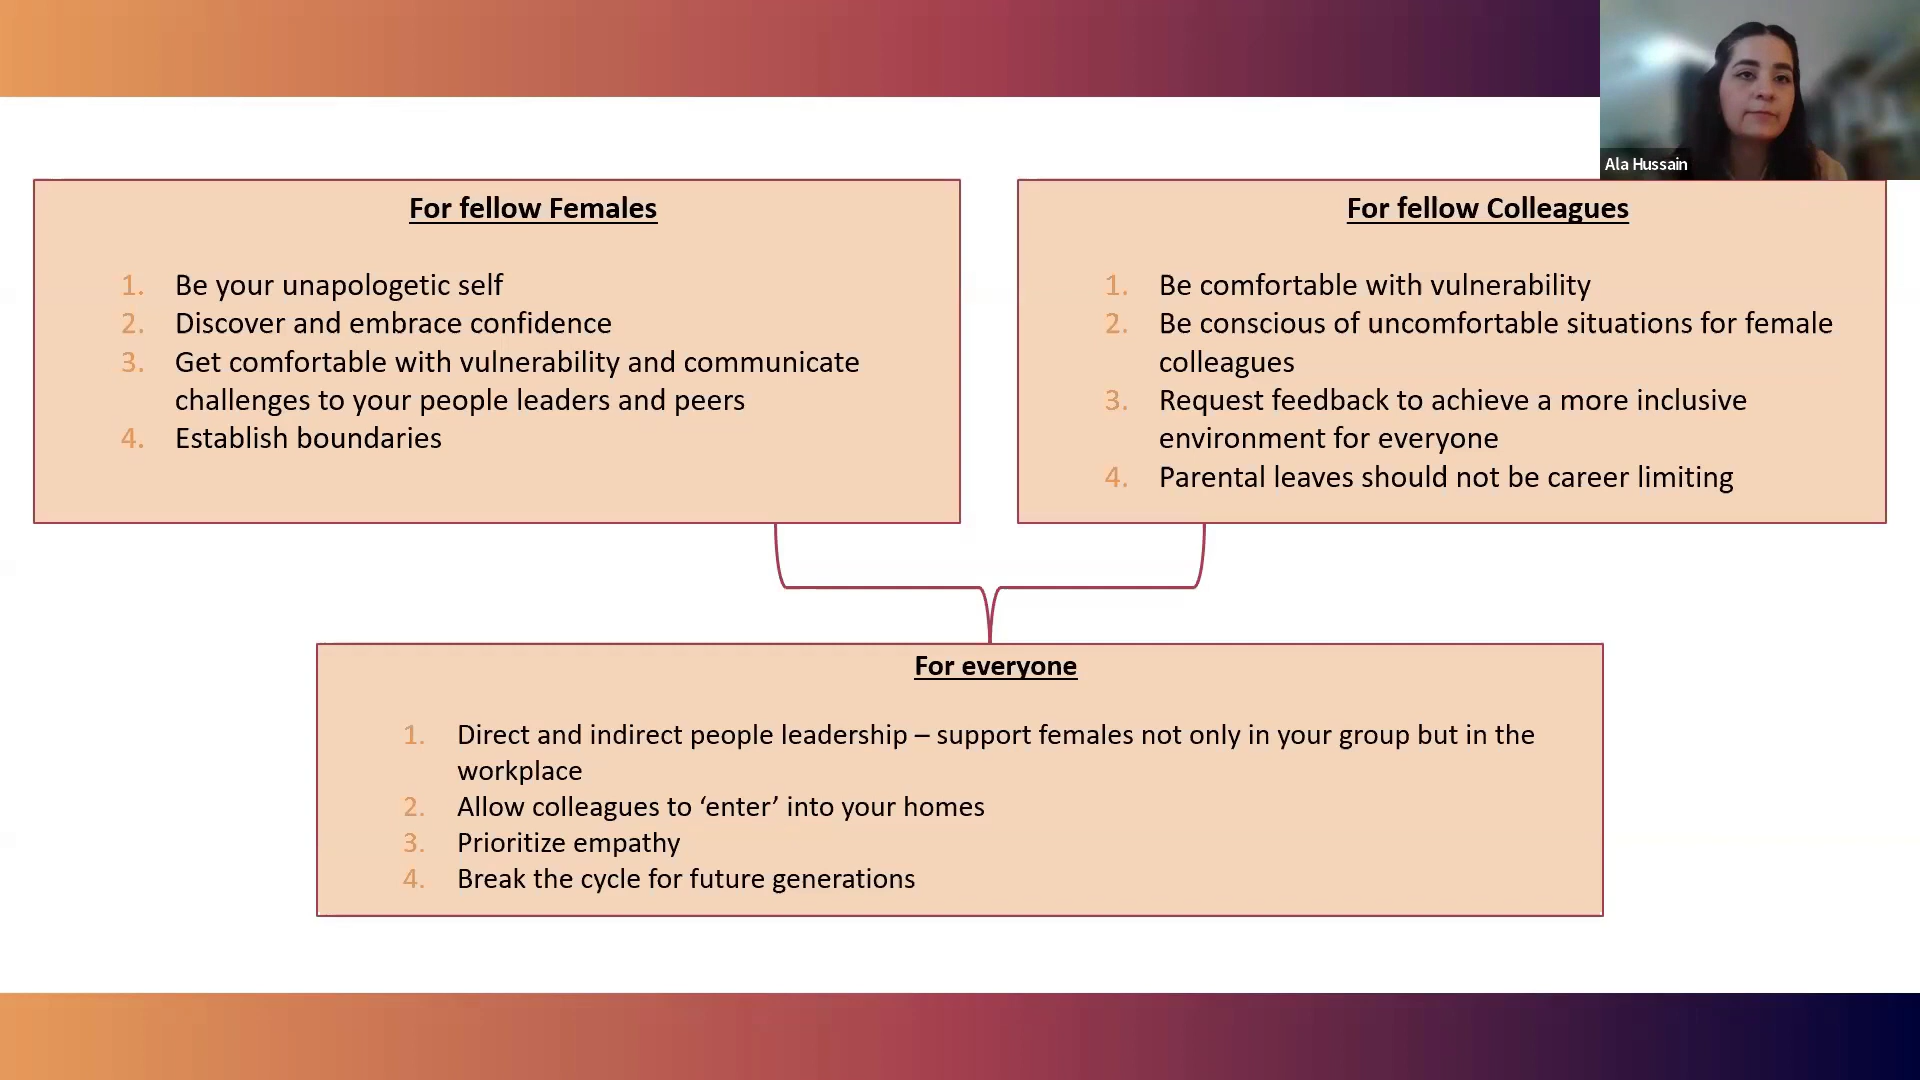 Ala Hussain
For fellow Females
1. Be your unapologetic self
2. Discover and embrace confidence
3. Get comfortable with vulnerability and communicate
challenges to your people leaders and peers
4. Establish boundaries
For fellow Colleagues
1. Be comfortable with vulnerability
2. Be conscious of uncomfortable situations for female
colleagues
3. Request feedback to achieve a more inclusive
environment for everyone
4. Parental leaves should not be career limiting
For everyone
1. Direct and indirect people leadership – support females not only in your group but in the
workplace
2. Allow colleagues to ‘enter’ into your homes
3. Prioritize empathy
4. Break the cycle for future generations